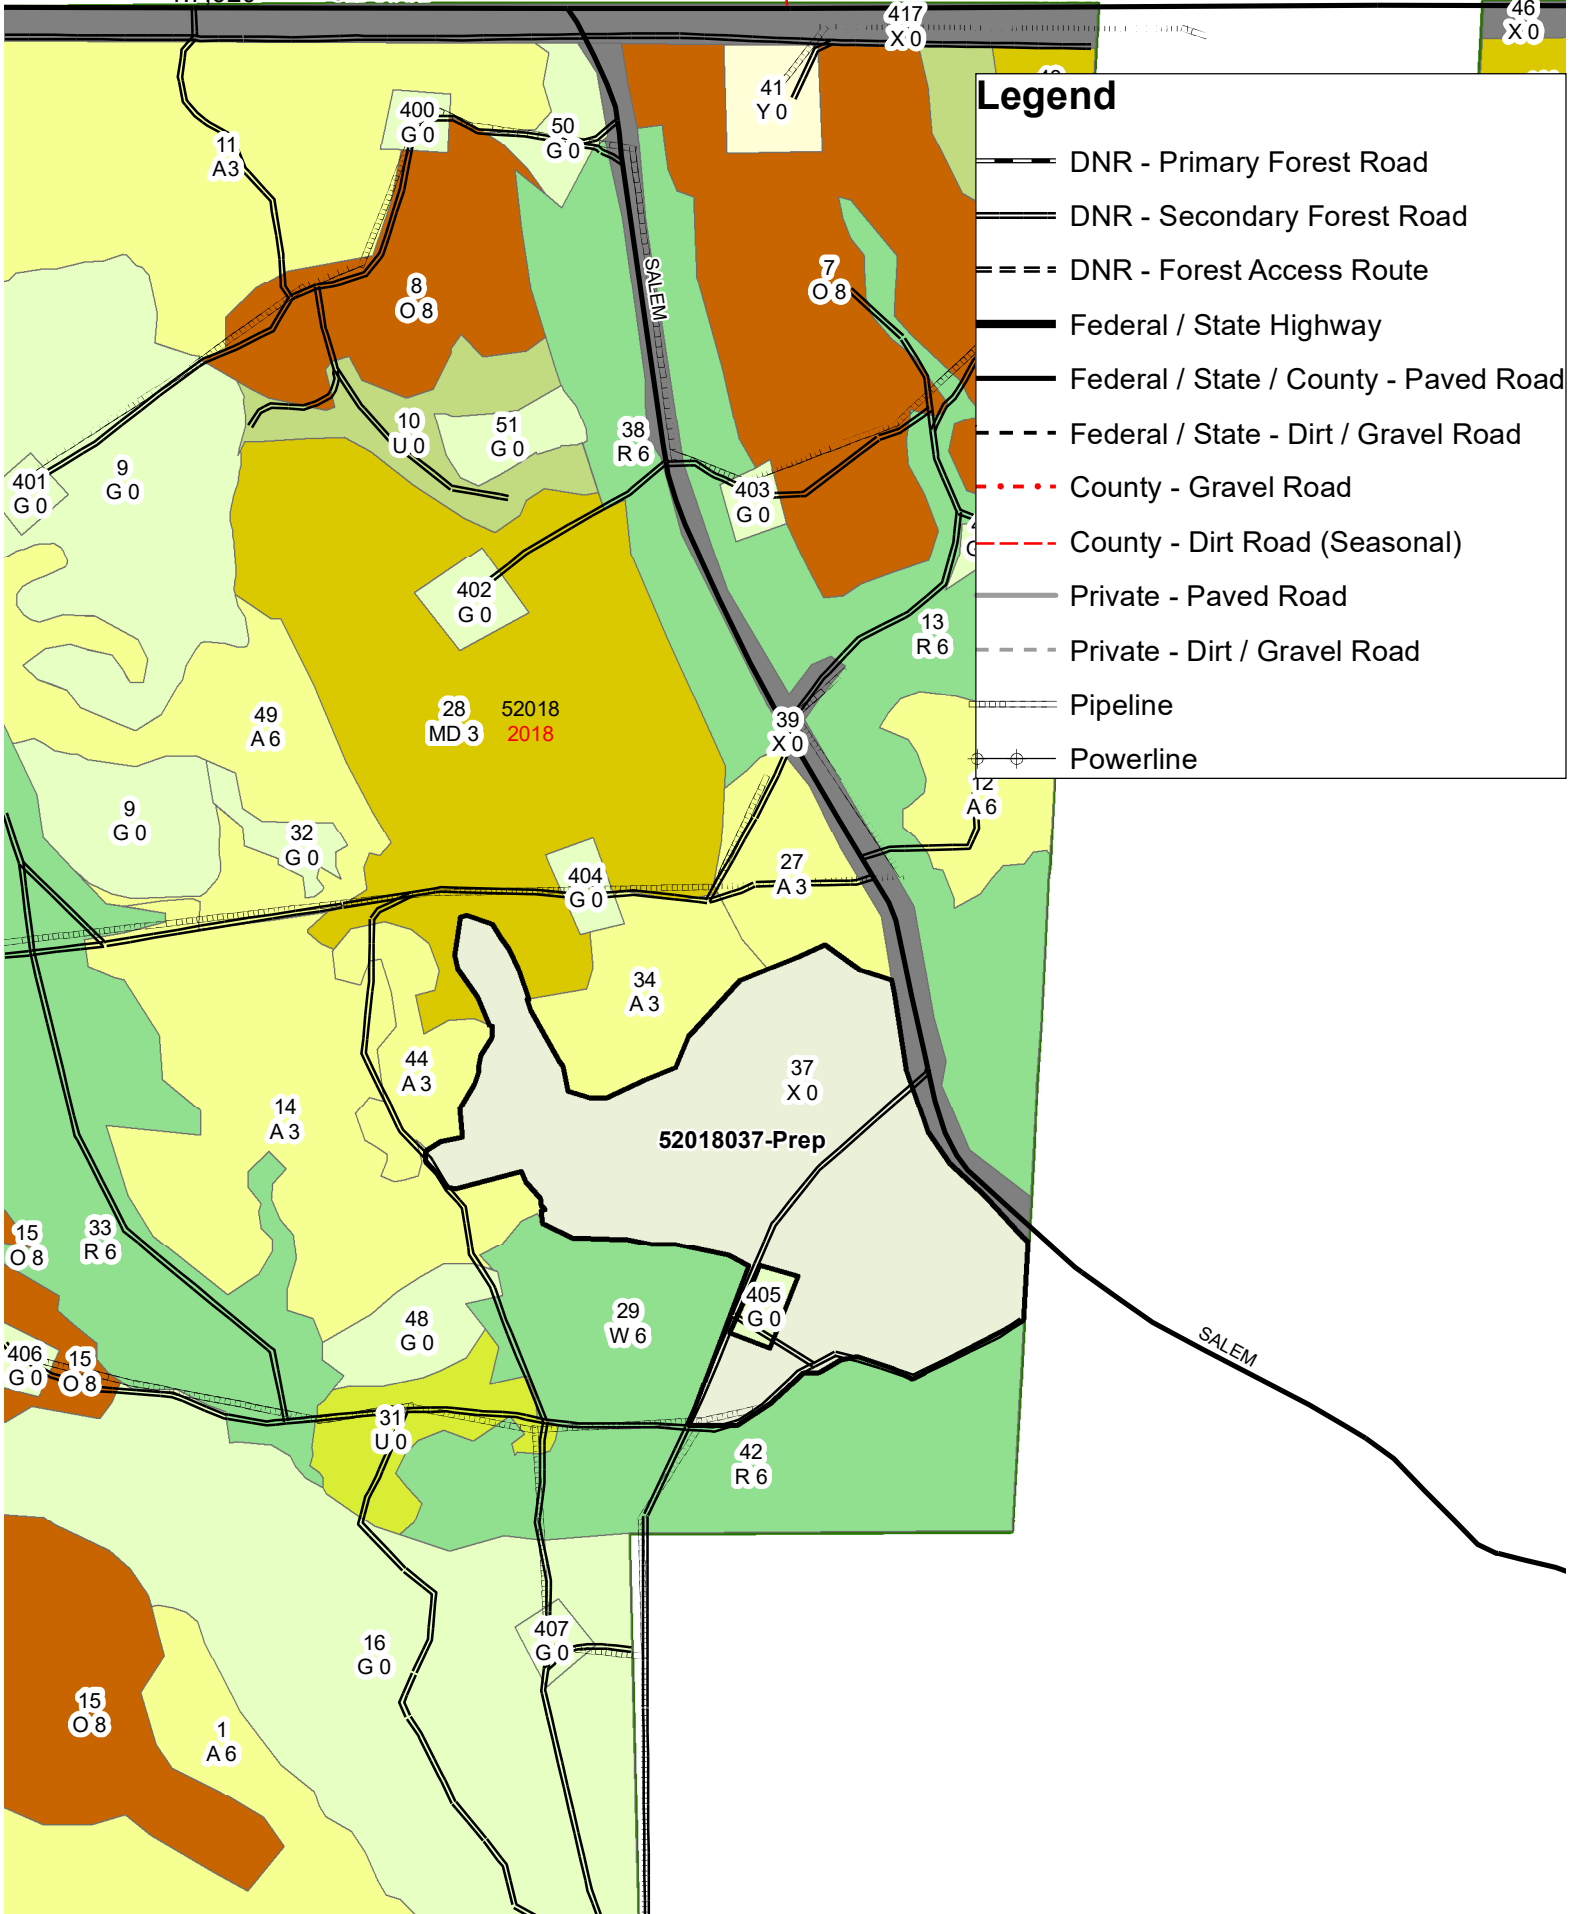 417
X 0
46
X 0
41
Y 0
400
G 0
50
G 0
11
A3
Legend
DNR - Primary Forest Road
DNR - Secondary Forest Road
DNR - Forest Access Route
Federal / State Highway
Federal / State / County - Paved Road
Federal / State - Dirt / Gravel Road
County - Gravel Road
County - Dirt Road (Seasonal)
Private - Paved Road
Private - Dirt / Gravel Road
Pipeline
Powerline
SALEM
7
O 8
8
O 8
10
U 0
51
G 0
38
R 6
9
G 0
401
G 0
403
G 0
402
G 0
13
R 6
49
A 6
28
MD 3
52018
2018
39
X 0
12
A 6
9
G 0
32
G 0
404
G 0
27
A 3
34
A 3
44
A 3
37
X 0
14
A 3
52018037-Prep
15
O 8
33
R 6
405
G 0
29
W 6
48
G 0
SALEM
406
G 0
15
O 8
31
U 0
42
R 6
16
G 0
407
G 0
15
O 8
1
A 6